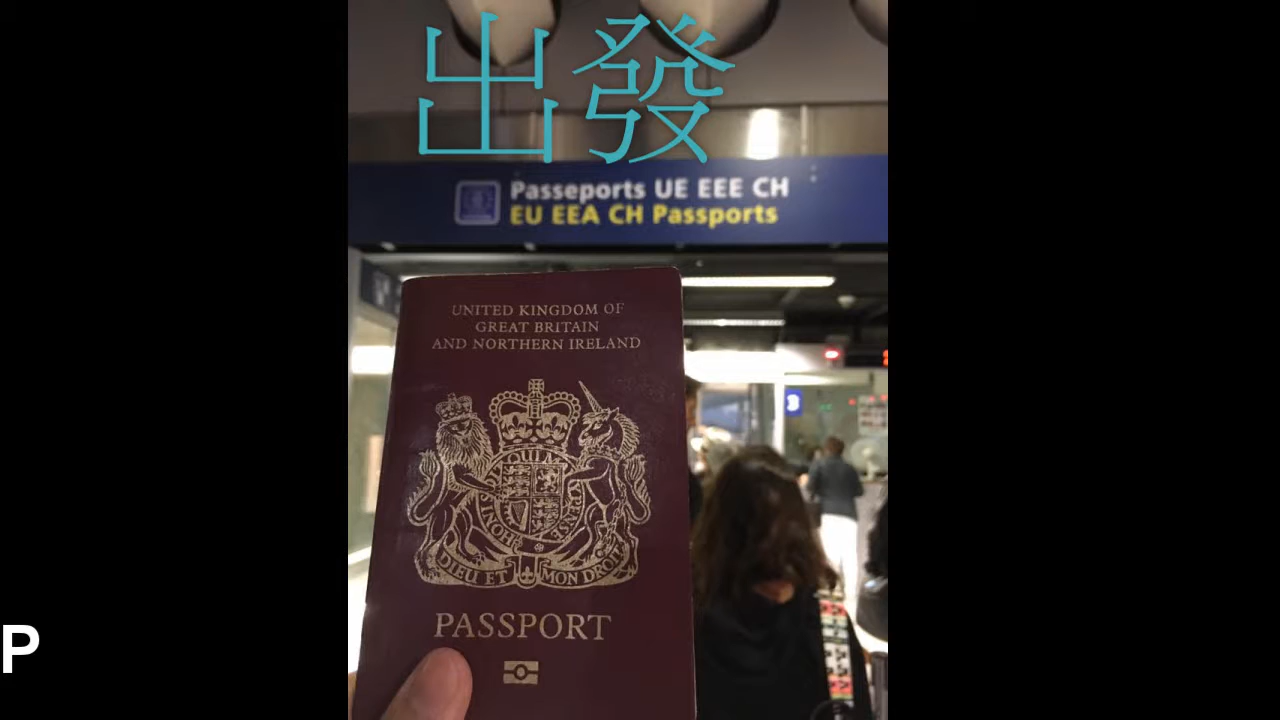 出發
Passeports UE EEE CH
EU EEA CH Passports
UNITED KINGDOM OF
GREAT BRITAIN
AND NORTHERN IRELAND
DIEU ET MON DROIT
PASSPORT
3
P